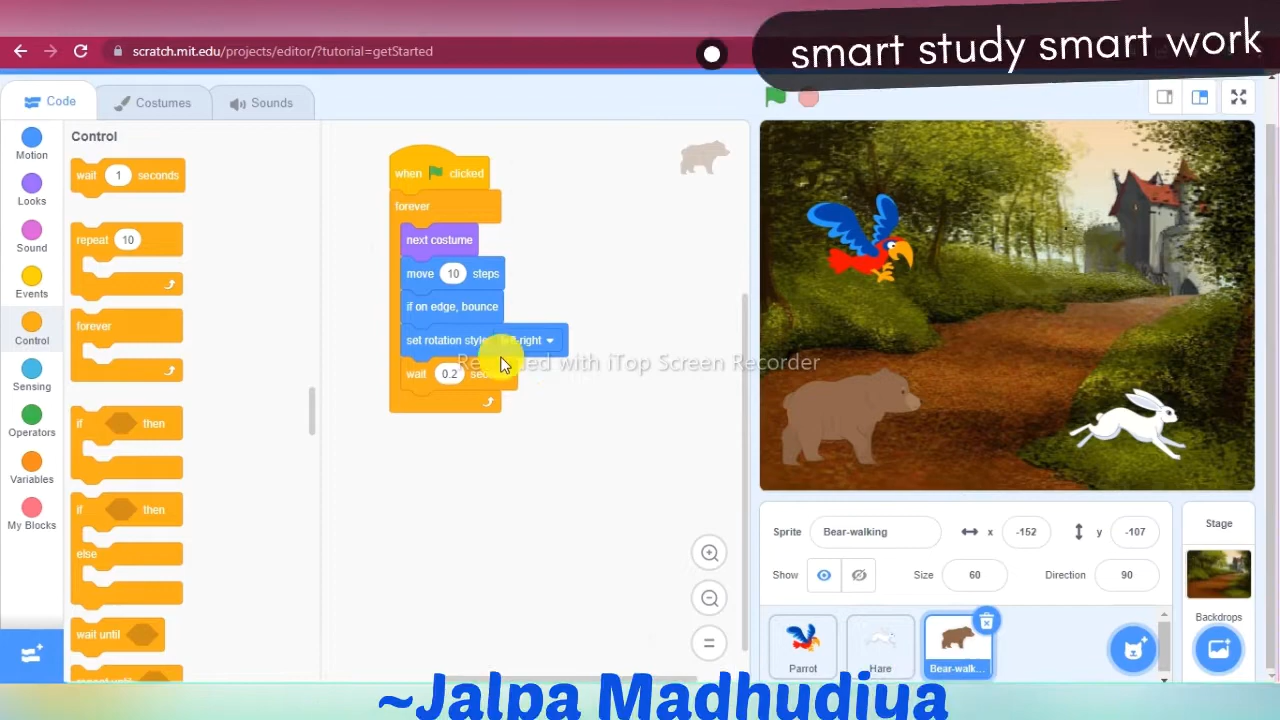 smart study smart work
scratch.mit.edu/projects/editor/?tutorial=getStarted
Code
Costumes
Sounds
Motion
Looks
Sound
Events
Control
Sensing
Operators
Variables
My Blocks
Control
wait 1 seconds
repeat 10
forever
if then
if then
else
wait until
when clicked
forever
next costume
move 10 steps
if on edge, bounce
set rotation style right
wait 0.2
with iTop Screen Recorder
Sprite Bear-walking x -152 y -107
Show Size 60 Direction 90
Parrot
Hare
Bear-walk...
Stage
Backdrops
~Jalpa Madhudiya